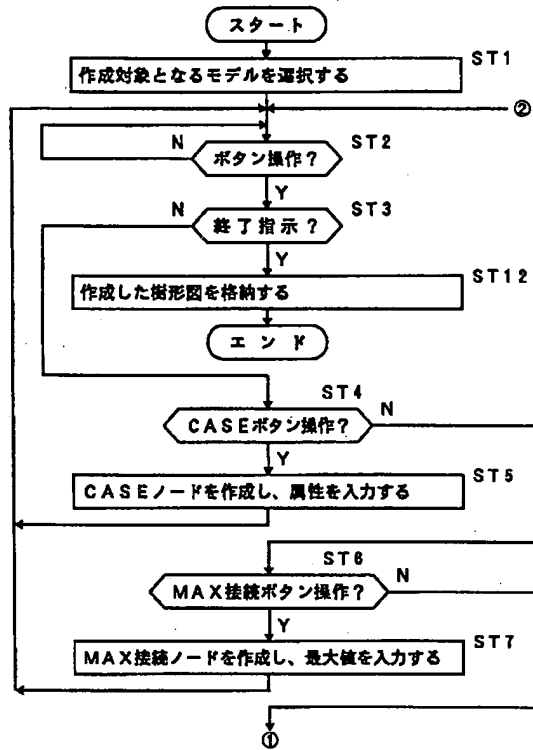 スタート
ST1
作成対象となるモデルを選択する
②
N
ST2
ボタン操作？
Y
N
ST3
終了指示？
Y
ST12
作成した樹形図を格納する
エンド
ST4
CASEボタン操作？
N
Y
ST5
CASEノードを作成し、属性を入力する
ST6
MAX接続ボタン操作？
N
Y
ST7
MAX接続ノードを作成し、最大値を入力する
①